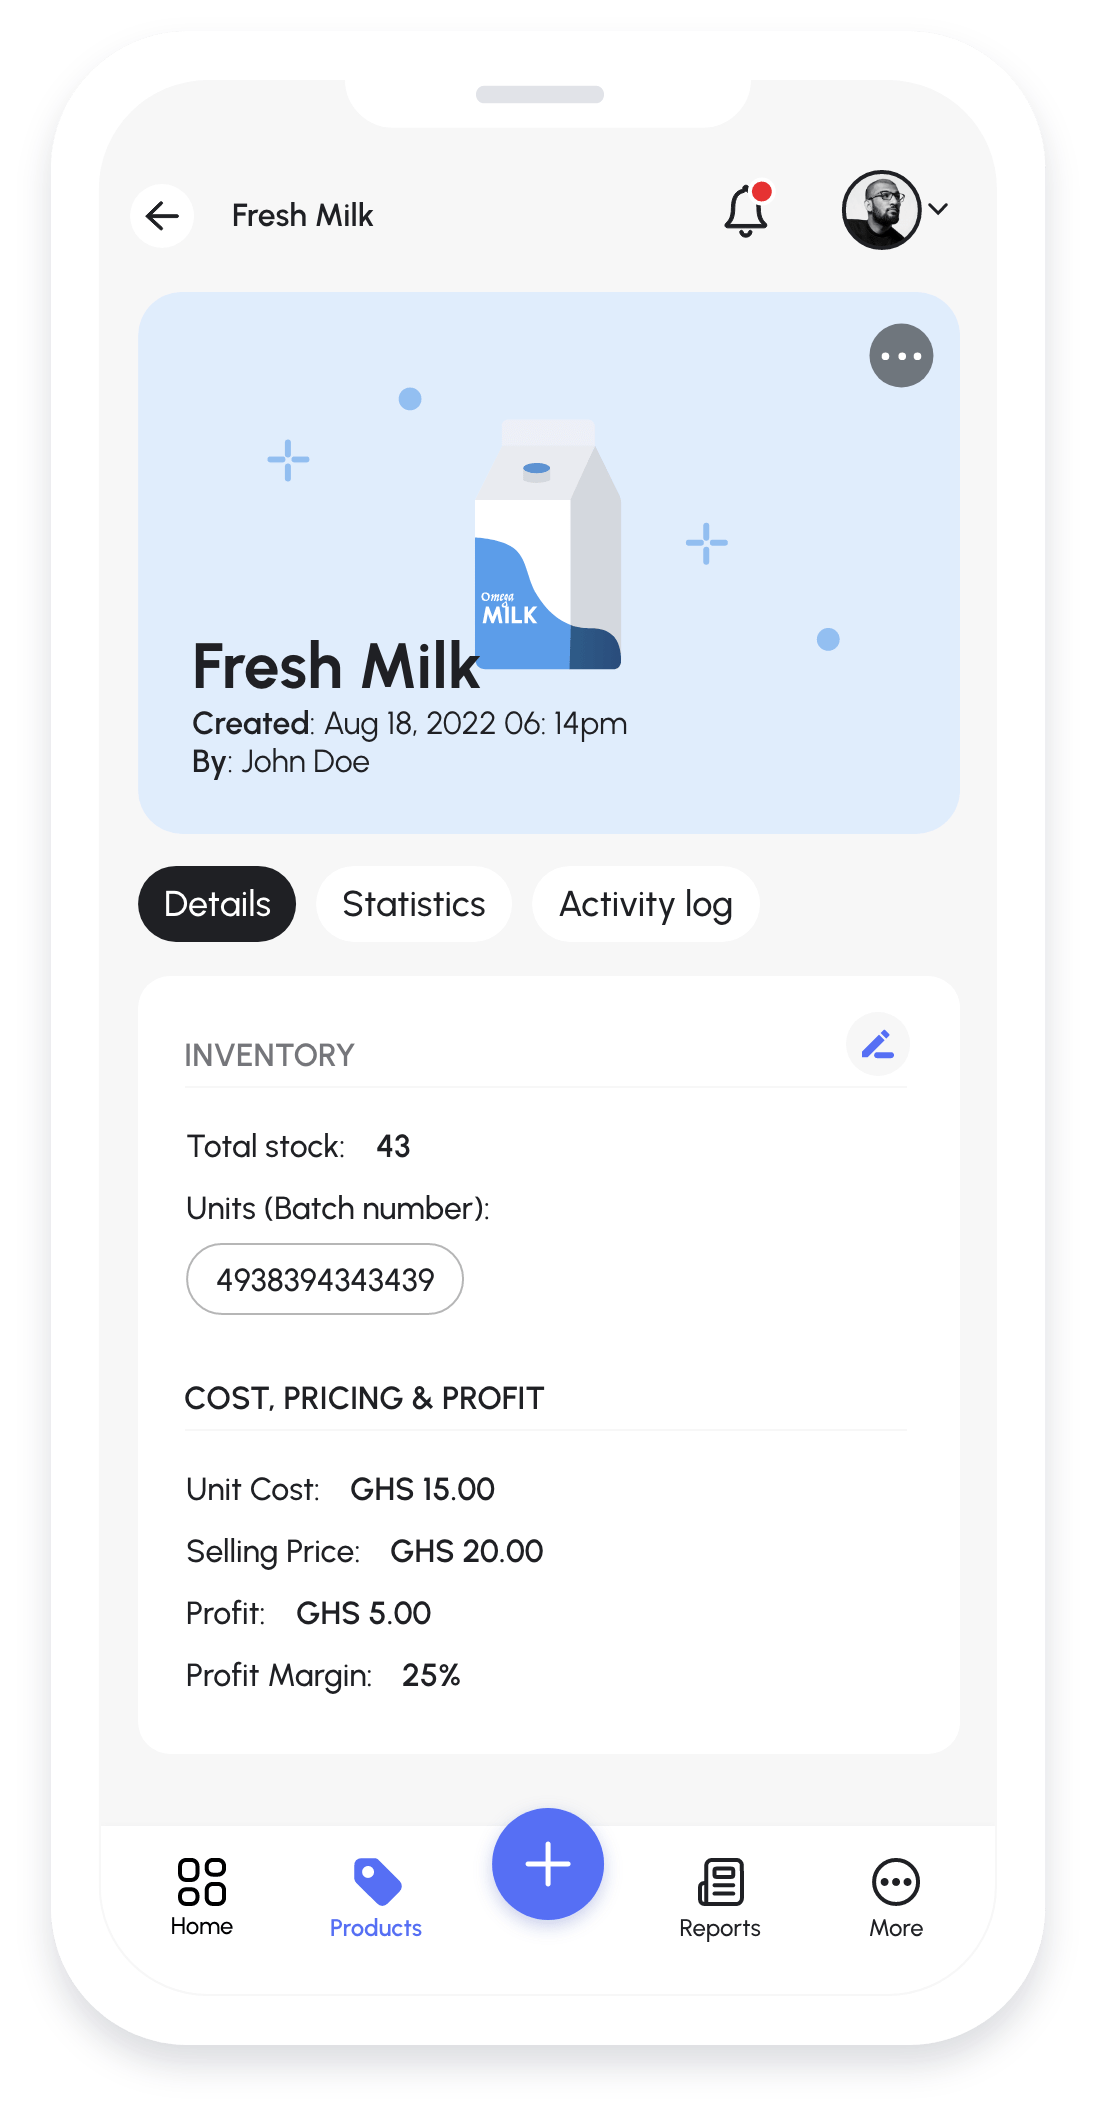 Fresh Milk
Omega
MILK
Fresh Milk
Created: Aug 18, 2022 06: 14pm
By: John Doe
Details Statistics Activity log
INVENTORY
Total stock: 43
Units (Batch number):
4938394343439
COST, PRICING & PROFIT
Unit Cost: GHS 15.00
Selling Price: GHS 20.00
Profit: GHS 5.00
Profit Margin: 25%
Home Products Reports More